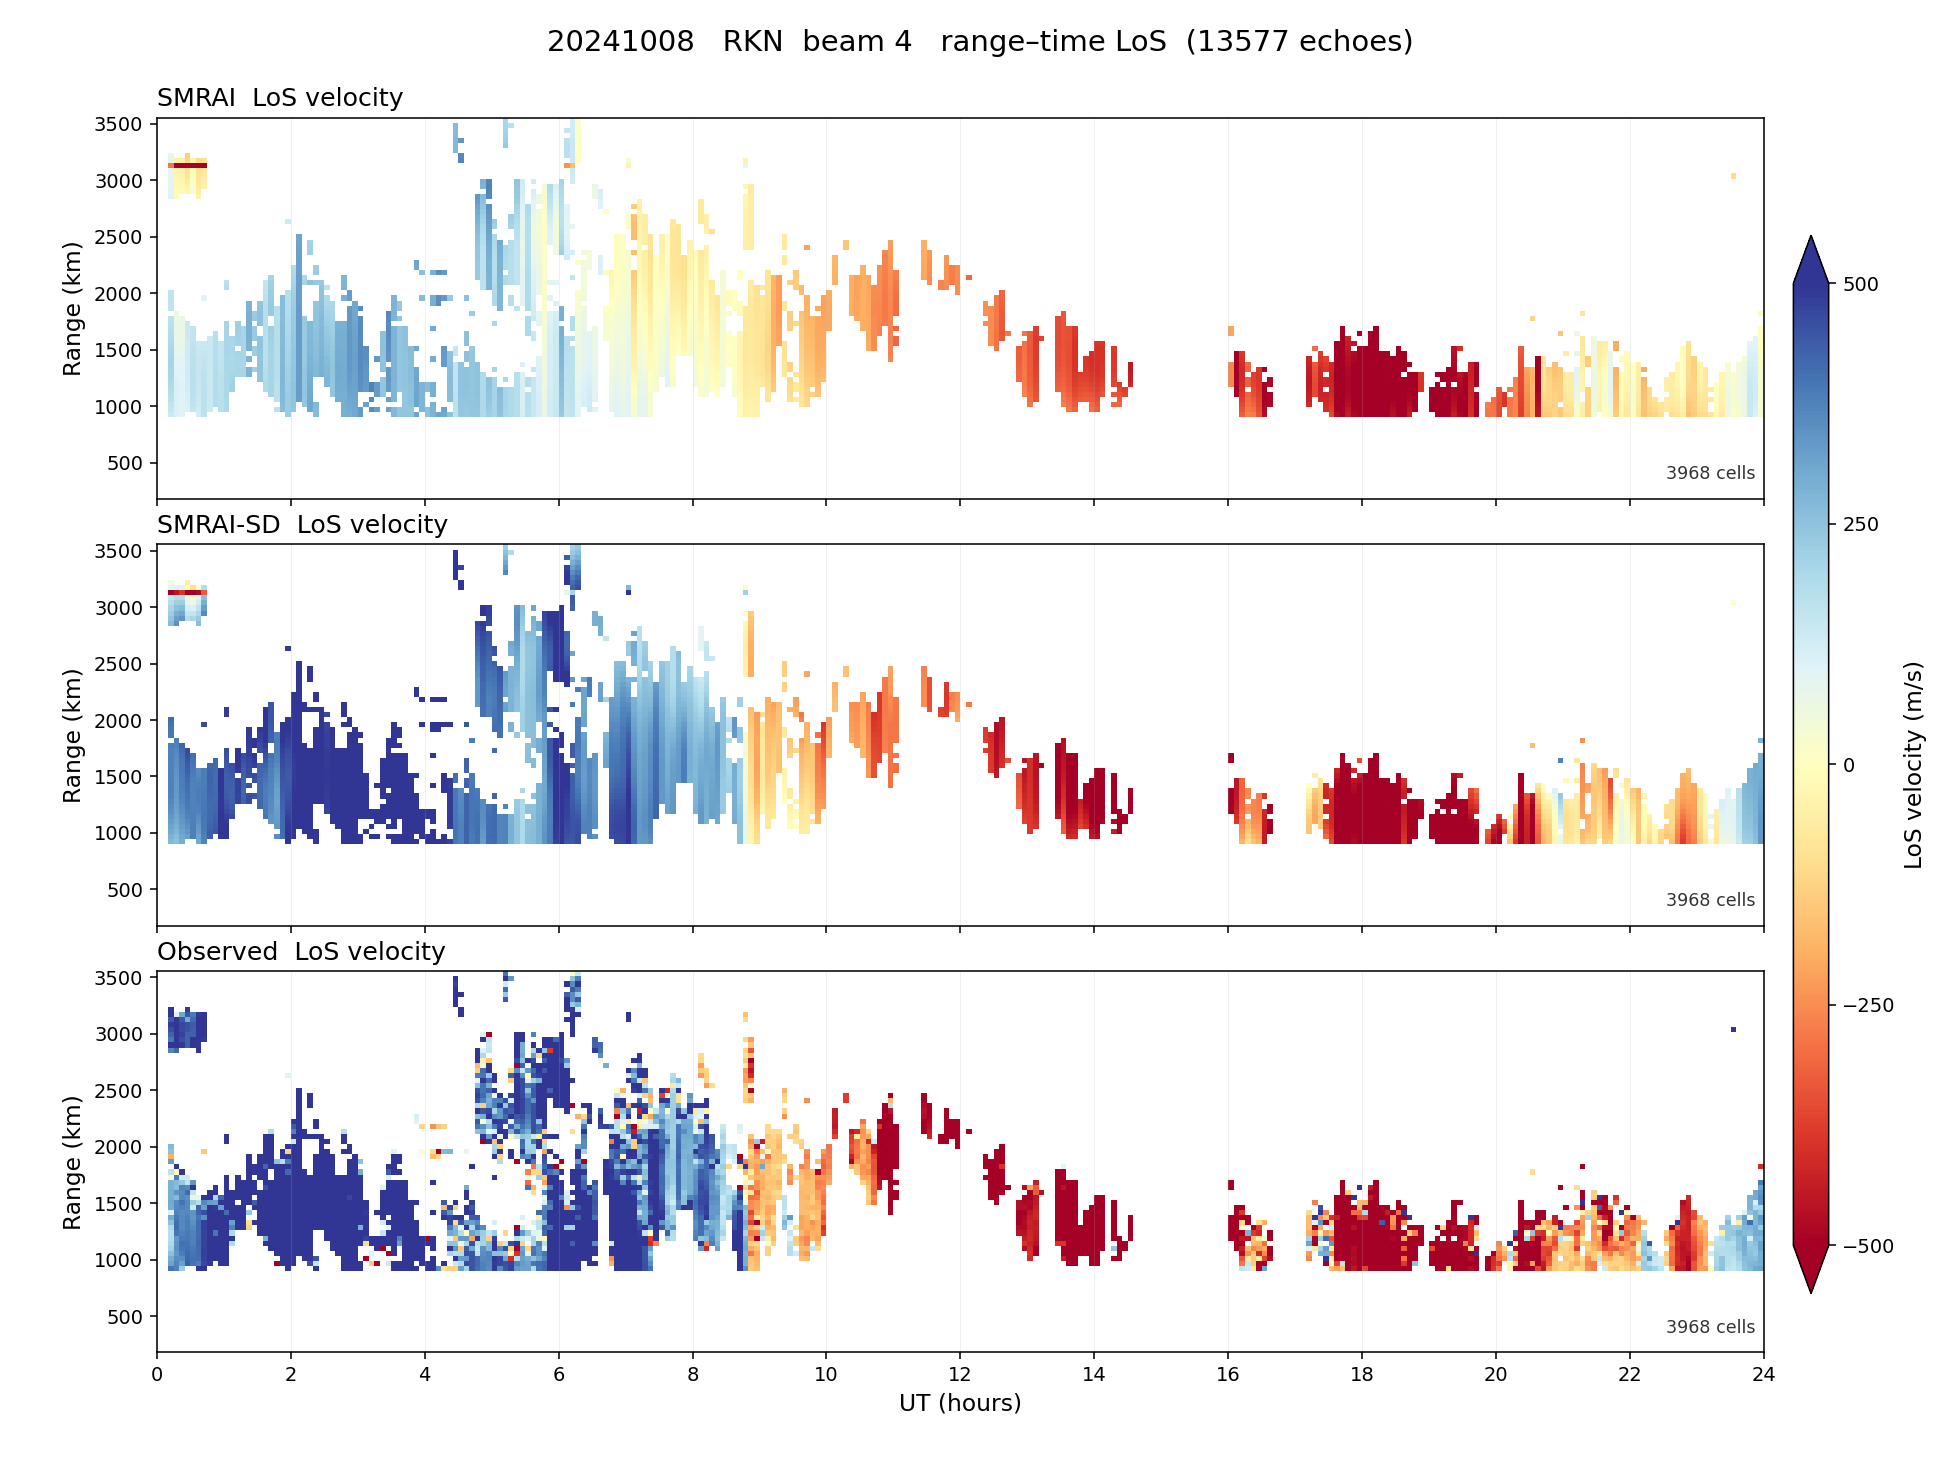 20241008   RKN  beam 4   range–time LoS  (13577 echoes)
SMRAI  LoS velocity
3500
3000
2500
2000
1500
1000
500
Range (km)
3968 cells
SMRAI-SD  LoS velocity
3500
3000
2500
2000
1500
1000
500
Range (km)
3968 cells
Observed  LoS velocity
3500
3000
2500
2000
1500
1000
500
Range (km)
3968 cells
0 2 4 6 8 10 12 14 16 18 20 22 24
UT (hours)
500
250
0
−250
−500
LoS velocity (m/s)